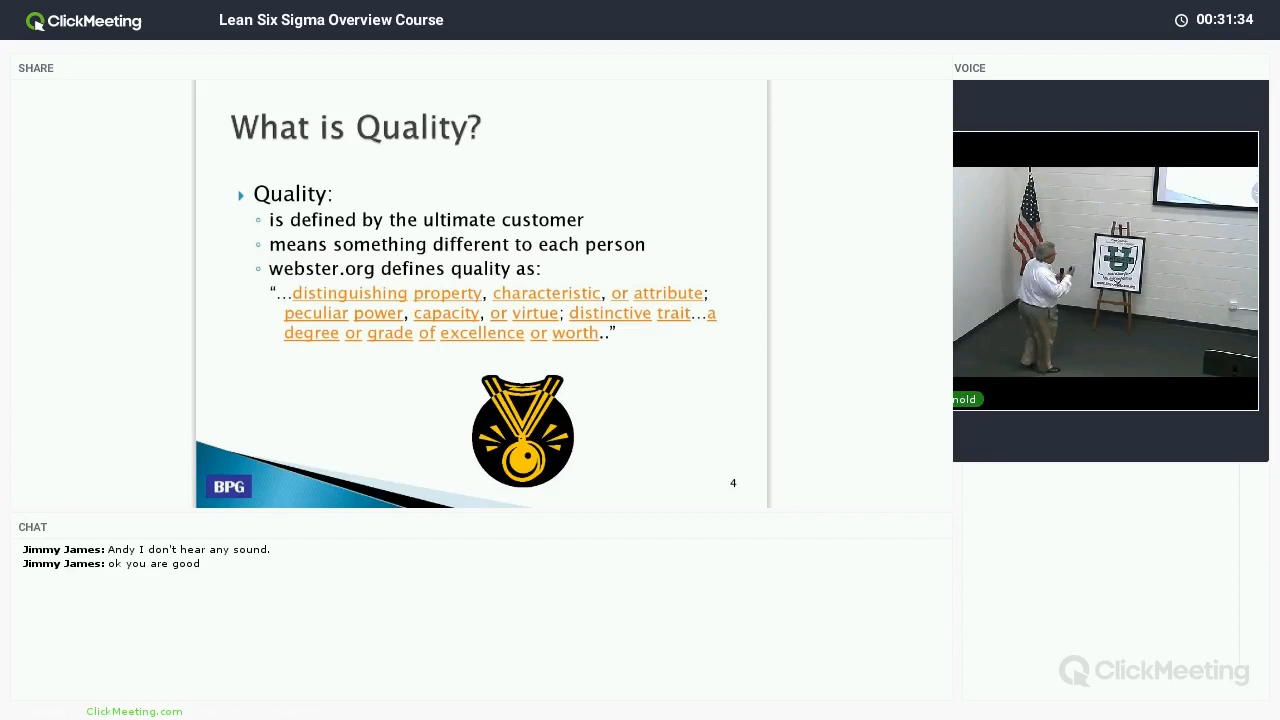 ClickMeeting
Lean Six Sigma Overview Course
00:31:34
SHARE
VOICE
What is Quality?
Quality:
is defined by the ultimate customer
means something different to each person
webster.org defines quality as:
“...distinguishing property, characteristic, or attribute;
peculiar power, capacity, or virtue; distinctive trait...a
degree or grade of excellence or worth..”
BPG
4
nold
CHAT
Jimmy James: Andy I don't hear any sound.
Jimmy James: ok you are good
ClickMeeting
ClickMeeting.com